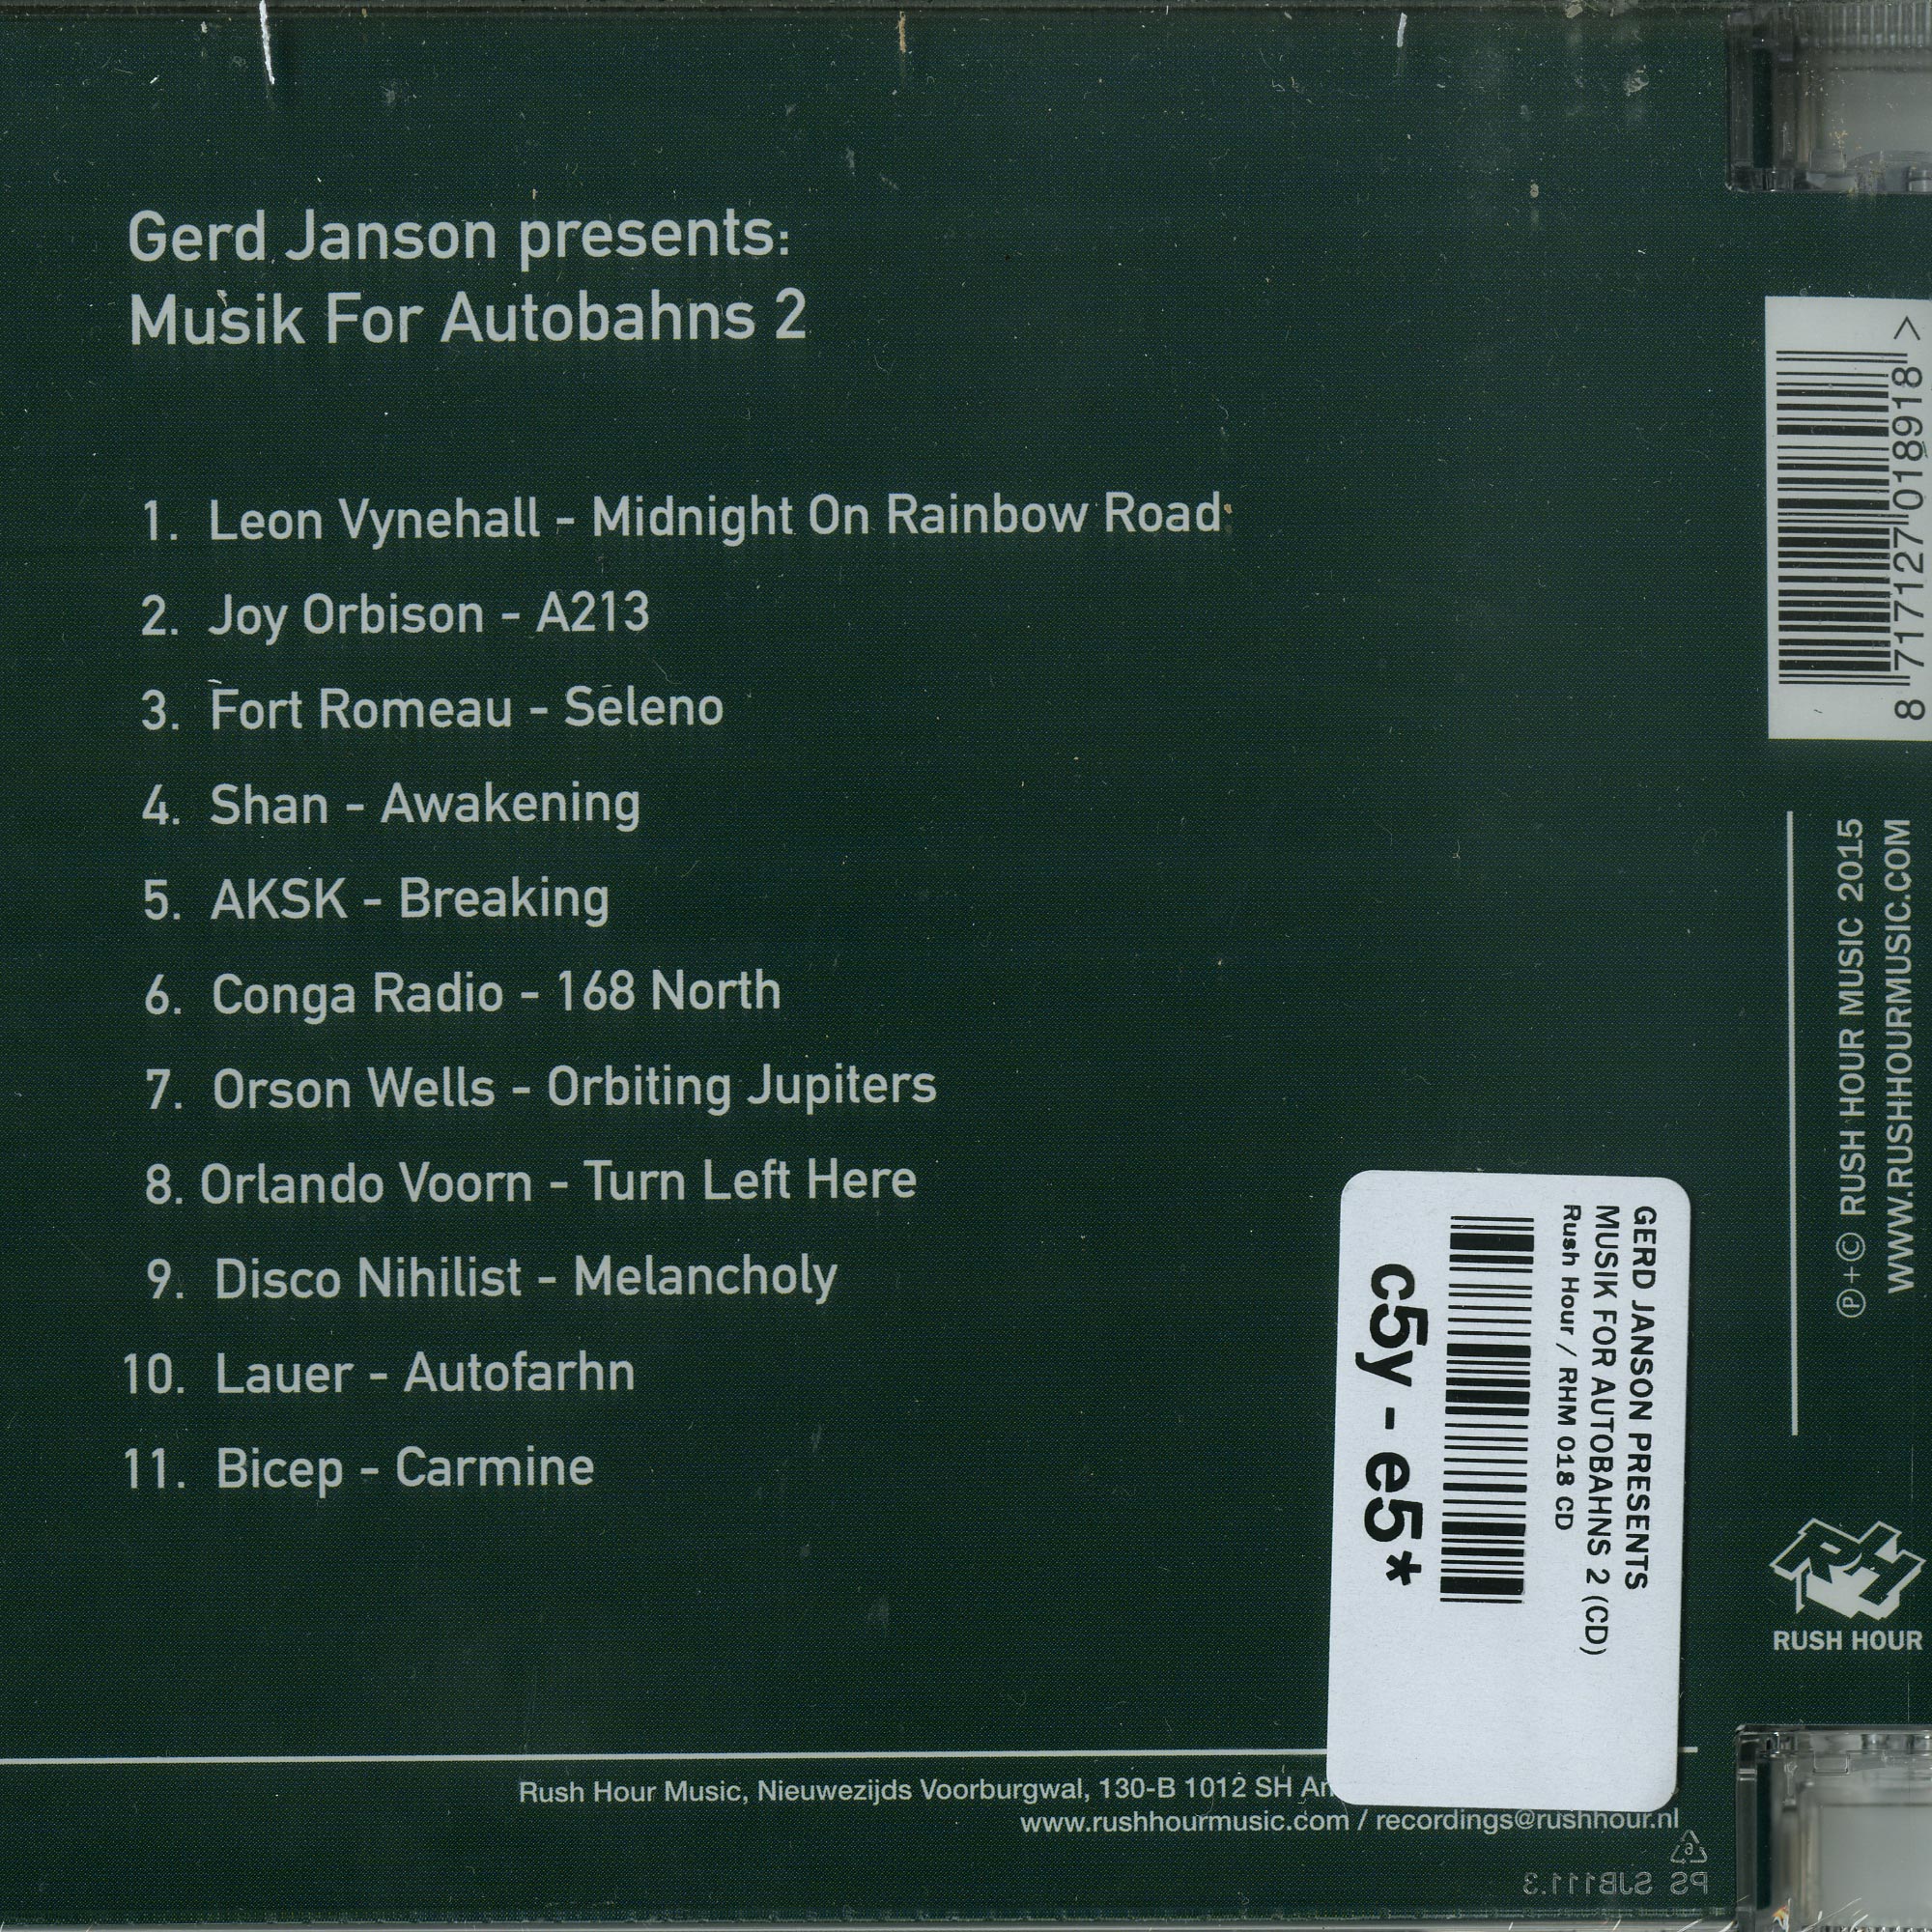 Gerd Janson presents:
Musik For Autobahns 2
1. Leon Vynehall - Midnight On Rainbow Road
2. Joy Orbison - A213
3. Fort Romeau - Seleno
4. Shan - Awakening
5. AKSK - Breaking
6. Conga Radio - 168 North
7. Orson Wells - Orbiting Jupiters
8. Orlando Voorn - Turn Left Here
9. Disco Nihilist - Melancholy
10. Lauer - Autofarhn
11. Bicep - Carmine
Rush Hour Music, Nieuwezijds Voorburgwal, 130-B 1012 SH
www.rushhourmusic.com / recordings@rushhour.nl
6
PS SJB111.3
GERD JANSON PRESENTS
MUSIK FOR AUTOBAHNS 2 (CD)
Rush Hour / RHM 018 CD
c5y - e5*
8 717127 018918 >
℗+© RUSH HOUR MUSIC 2015
WWW.RUSHHOURMUSIC.COM
RH
RUSH HOUR